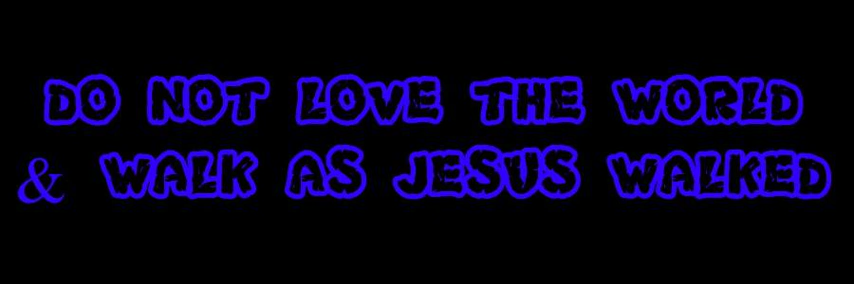 DO NOT LOVE THE WORLD
& WALK AS JESUS WALKED